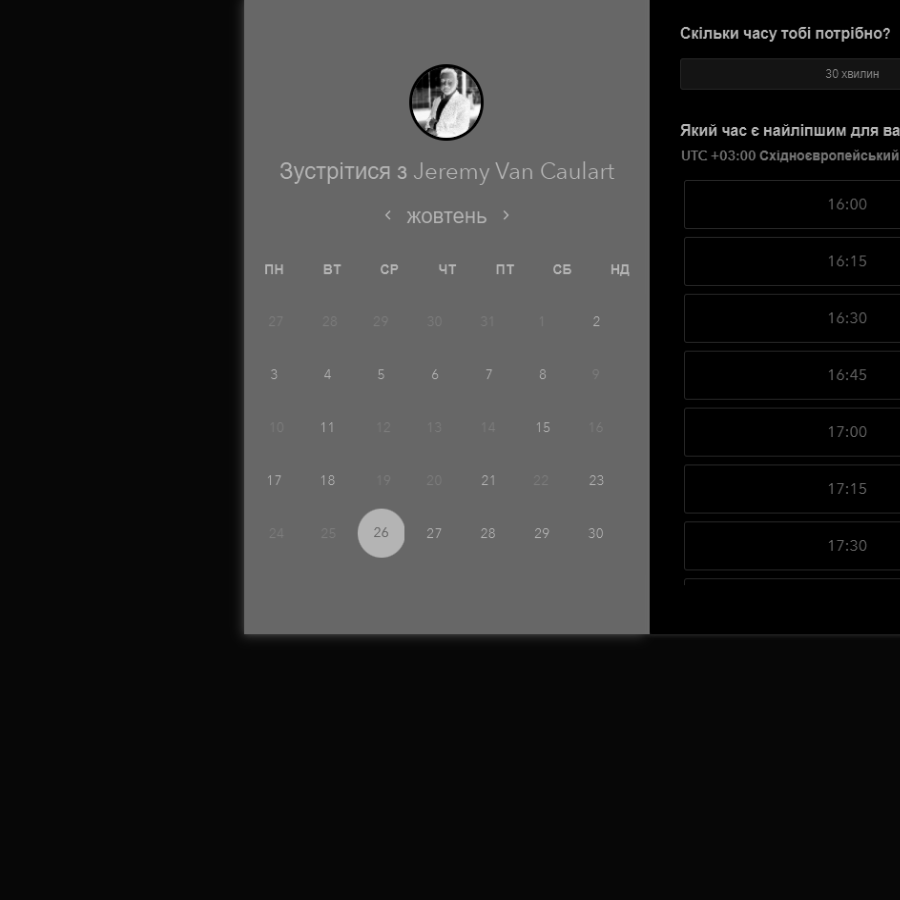 Зустрітися з Jeremy Van Caulart
жовтень
ПН ВТ СР ЧТ ПТ СБ НД
27 28 29 30 31 1 2
3 4 5 6 7 8 9
10 11 12 13 14 15 16
17 18 19 20 21 22 23
24 25 26 27 28 29 30
Скільки часу тобі потрібно?
30 хвилин
Який час є найліпшим для ва
UTC +03:00 Східноєвропейський
16:00
16:15
16:30
16:45
17:00
17:15
17:30